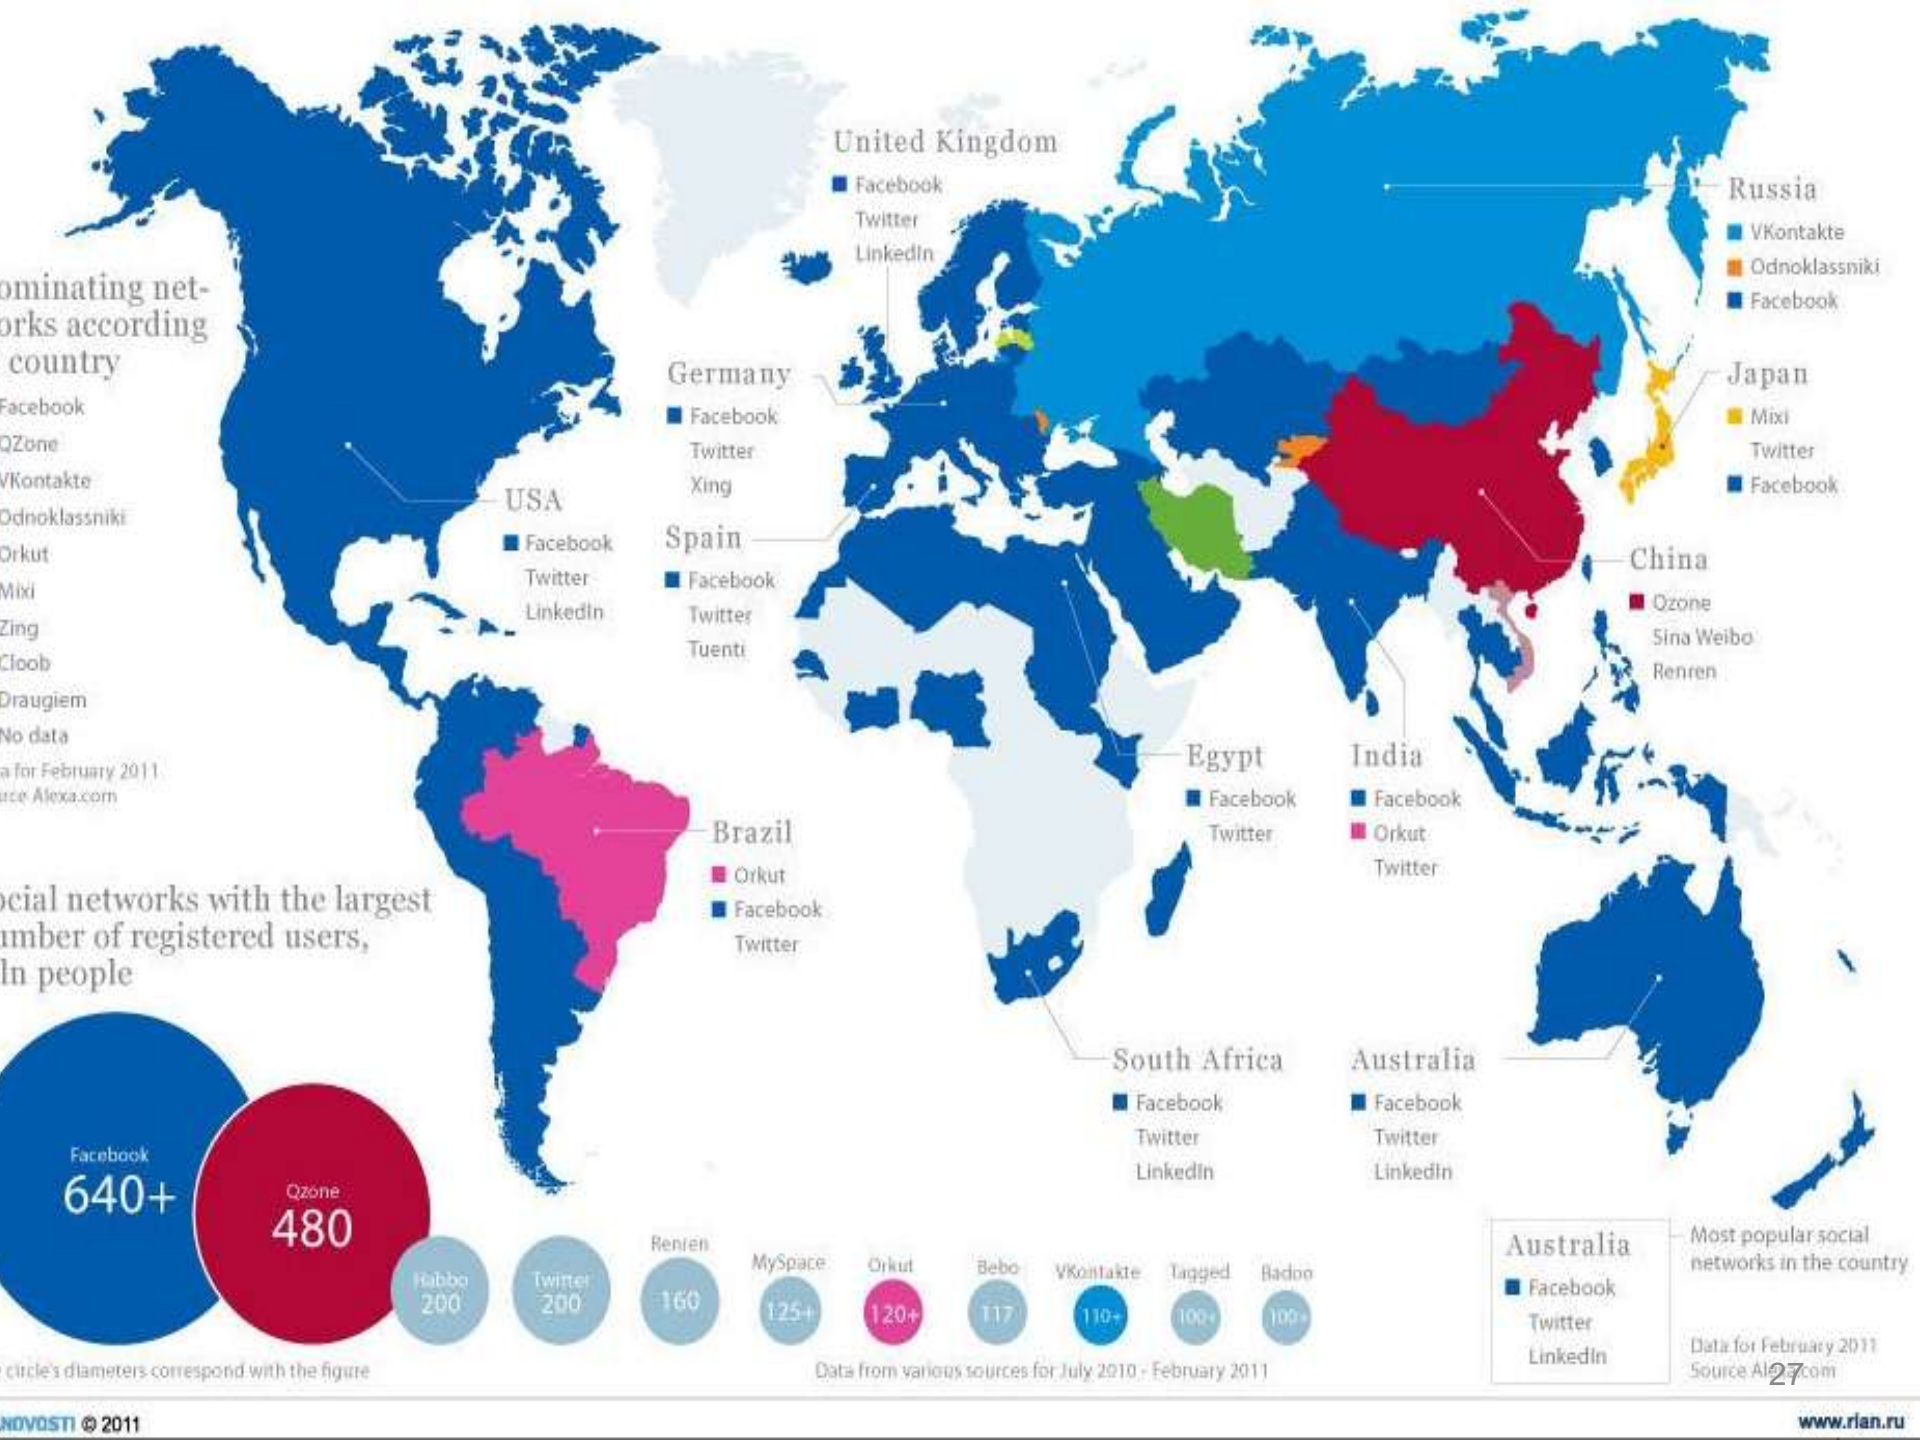 United Kingdom
Facebook
Twitter
LinkedIn
Russia
VKontakte
Odnoklassniki
Facebook
ominating net-
orks according
country
Facebook
QZone
VKontakte
Odnoklassniki
Orkut
Mixi
Zing
Cloob
Draugiem
No data
a for February 2011
urce Alexa.com
Germany
Facebook
Twitter
Xing
Japan
Mixi
Twitter
Facebook
USA
Facebook
Twitter
LinkedIn
Spain
Facebook
Twitter
Tuenti
China
Qzone
Sina Weibo
Renren
Egypt
Facebook
Twitter
India
Facebook
Orkut
Twitter
Brazil
Orkut
Facebook
Twitter
ocial networks with the largest
umber of registered users,
ln people
South Africa
Facebook
Twitter
LinkedIn
Australia
Facebook
Twitter
LinkedIn
Facebook
640+
Qzone
480
Habbo
200
Twitter
200
Renren
160
MySpace
125+
Orkut
120+
Bebo
117
VKontakte
110+
Tagged
100+
Badoo
100+
Australia
Facebook
Twitter
LinkedIn
Most popular social
networks in the country
Data for February 2011
Source Alexa.com
27
circle's diameters correspond with the figure
Data from various sources for July 2010 - February 2011
NOVOSTI © 2011
www.rian.ru